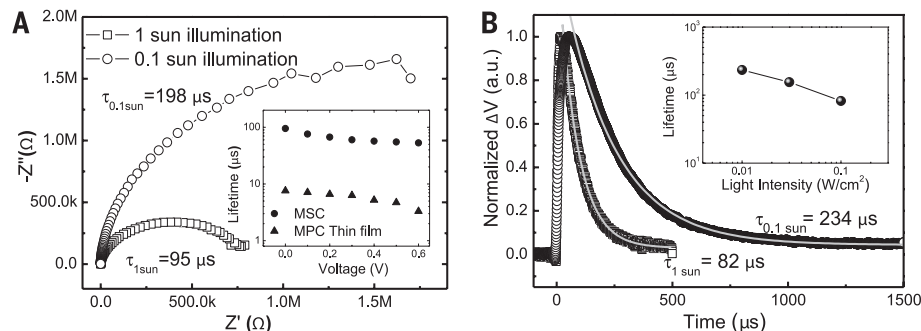 A
2.0M
1.5M
1.0M
500.0k
0.0
-Z''(Ω)
1 sun illumination
0.1 sun illumination
τ0.1sun=198 µs
τ1sun=95 µs
0.0 500.0k 1.0M 1.5M
Z' (Ω)
100
10
1
Lifetime (µs)
MSC
MPC Thin film
0.0 0.2 0.4 0.6
Voltage (V)
B
1.0
0.8
0.6
0.4
0.2
0.0
Normalized ΔV (a.u.)
10³
10²
10¹
Lifetime (µs)
0.01 0.1
Light Intensity (W/cm²)
τ0.1 sun = 234 µs
τ1 sun = 82 µs
0 500 1000 1500
Time (µs)